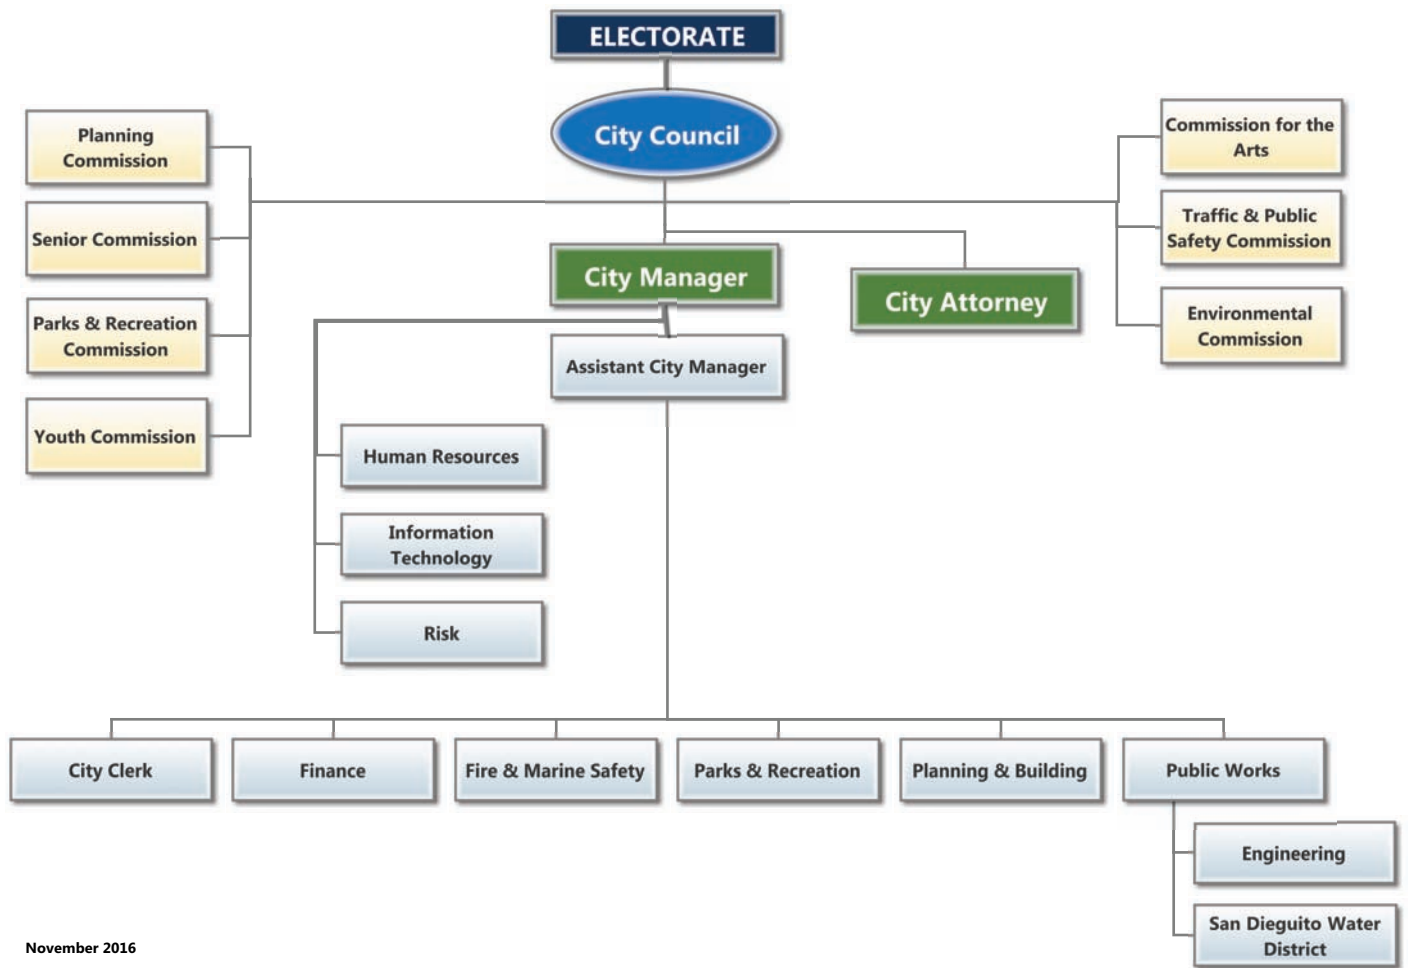 ELECTORATE
City Council
Planning
Commission
Senior Commission
Parks & Recreation
Commission
Youth Commission
Commission for the
Arts
Traffic & Public
Safety Commission
Environmental
Commission
City Manager
City Attorney
Assistant City Manager
Human Resources
Information
Technology
Risk
City Clerk
Finance
Fire & Marine Safety
Parks & Recreation
Planning & Building
Public Works
Engineering
San Dieguito Water
District
November 2016